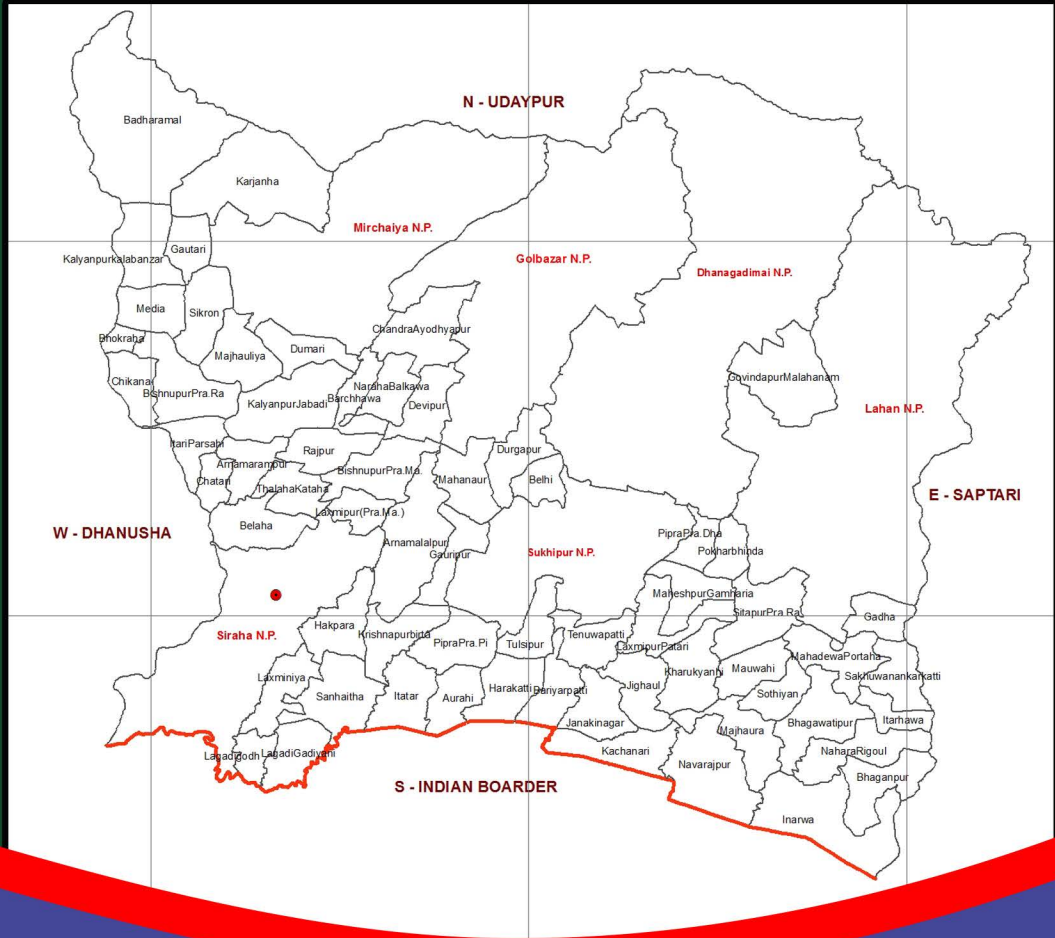 N - UDAYPUR
Badharamal
Karjanha
Mirchaiya N.P.
Gautari
Kalyanpurkalabanzar
Golbazar N.P.
Dhanagadimai N.P.
Media
Sikron
ChandraAyodhyapur
Bhokraha
Dumari
Majhauliya
GovindapurMalahanam
Chikana
NarahaBalkawa
BishnupurPra.Ra
Barchhawa
KalyanpurJabadi
Devipur
Lahan N.P.
ItariParsahi
Rajpur
Durgapur
Arnamarampur
BishnupurPra.Ma.
Chatari
Mahanaur
Belhi
ThalahaKataha
E - SAPTARI
Laxmipur(Pra.Ma.)
Belaha
W - DHANUSHA
PipraPra.Dha
Arnamalalpur
Gauripur
Sukhipur N.P.
Pokharbhinda
MaheshpurGamharia
SitapurPra.Ra
Gadha
Hakpara
Siraha N.P.
Krishnapurbirta
PipraPra.Pi
Tulsipur
Tenuwapatti
LaxmipurPatari
MahadewaPortaha
Mauwahi
Kharukyanhi
Sakhuwanankarkatti
Laxminiya
Jighaul
Harakatti
Bariyarpatti
Sanhaitha
Itatar
Aurahi
Sothiyan
Itarhawa
Janakinagar
Bhagawatipur
Majhaura
Kachanari
NaharaRigoul
LagadiGadiyani
Lagadigodh
Navarajpur
Bhaganpur
S - INDIAN BOARDER
Inarwa